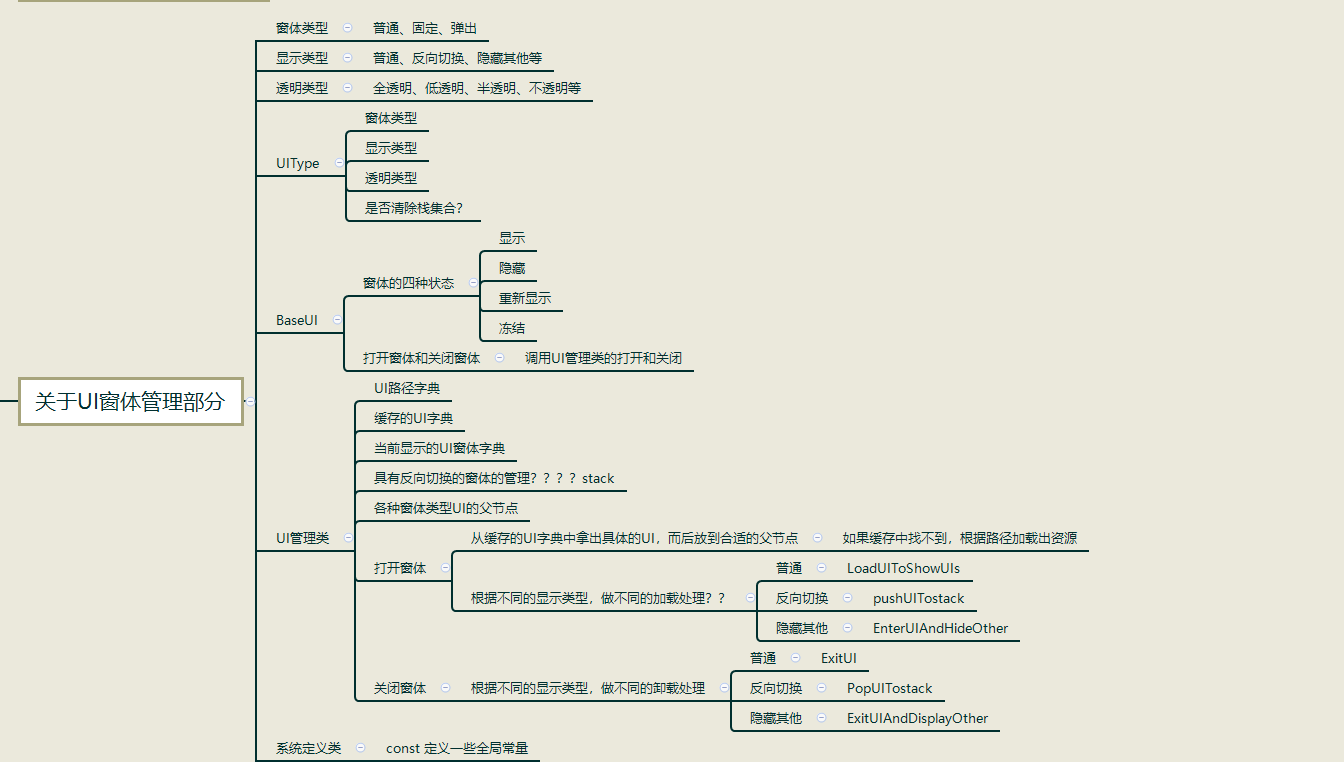 窗体类型 普通、固定、弹出
显示类型 普通、反向切换、隐藏其他等
透明类型 全透明、低透明、半透明、不透明等
窗体类型
显示类型
UIType
透明类型
是否清除栈集合？
显示
隐藏
窗体的四种状态
重新显示
BaseUI
冻结
打开窗体和关闭窗体 调用UI管理类的打开和关闭
UI路径字典
关于UI窗体管理部分
缓存的UI字典
当前显示的UI窗体字典
具有反向切换的窗体的管理？？？？stack
各种窗体类型UI的父节点
UI管理类
从缓存的UI字典中拿出具体的UI，而后放到合适的父节点 如果缓存中找不到，根据路径加载出资源
打开窗体
普通 LoadUIToShowUIs
根据不同的显示类型，做不同的加载处理？？
反向切换 pushUITostack
隐藏其他 EnterUIAndHideOther
普通 ExitUI
关闭窗体 根据不同的显示类型，做不同的卸载处理
反向切换 PopUITostack
隐藏其他 ExitUIAndDisplayOther
系统定义类 const 定义一些全局常量